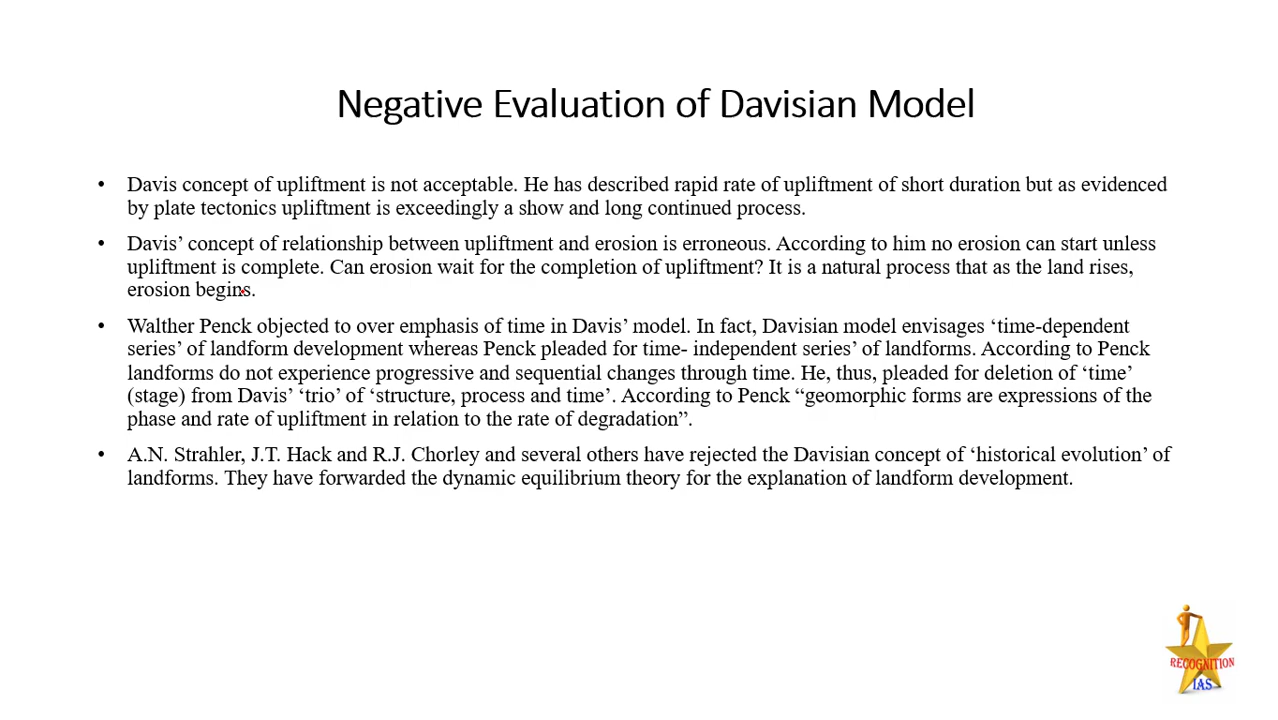 Negative Evaluation of Davisian Model
• Davis concept of upliftment is not acceptable. He has described rapid rate of upliftment of short duration but as evidenced
by plate tectonics upliftment is exceedingly a show and long continued process.
• Davis’ concept of relationship between upliftment and erosion is erroneous. According to him no erosion can start unless
upliftment is complete. Can erosion wait for the completion of upliftment? It is a natural process that as the land rises,
erosion begins.
• Walther Penck objected to over emphasis of time in Davis’ model. In fact, Davisian model envisages ‘time-dependent
series’ of landform development whereas Penck pleaded for time- independent series’ of landforms. According to Penck
landforms do not experience progressive and sequential changes through time. He, thus, pleaded for deletion of ‘time’
(stage) from Davis’ ‘trio’ of ‘structure, process and time’. According to Penck “geomorphic forms are expressions of the
phase and rate of upliftment in relation to the rate of degradation”.
• A.N. Strahler, J.T. Hack and R.J. Chorley and several others have rejected the Davisian concept of ‘historical evolution’ of
landforms. They have forwarded the dynamic equilibrium theory for the explanation of landform development.
RECOGNITION
IAS